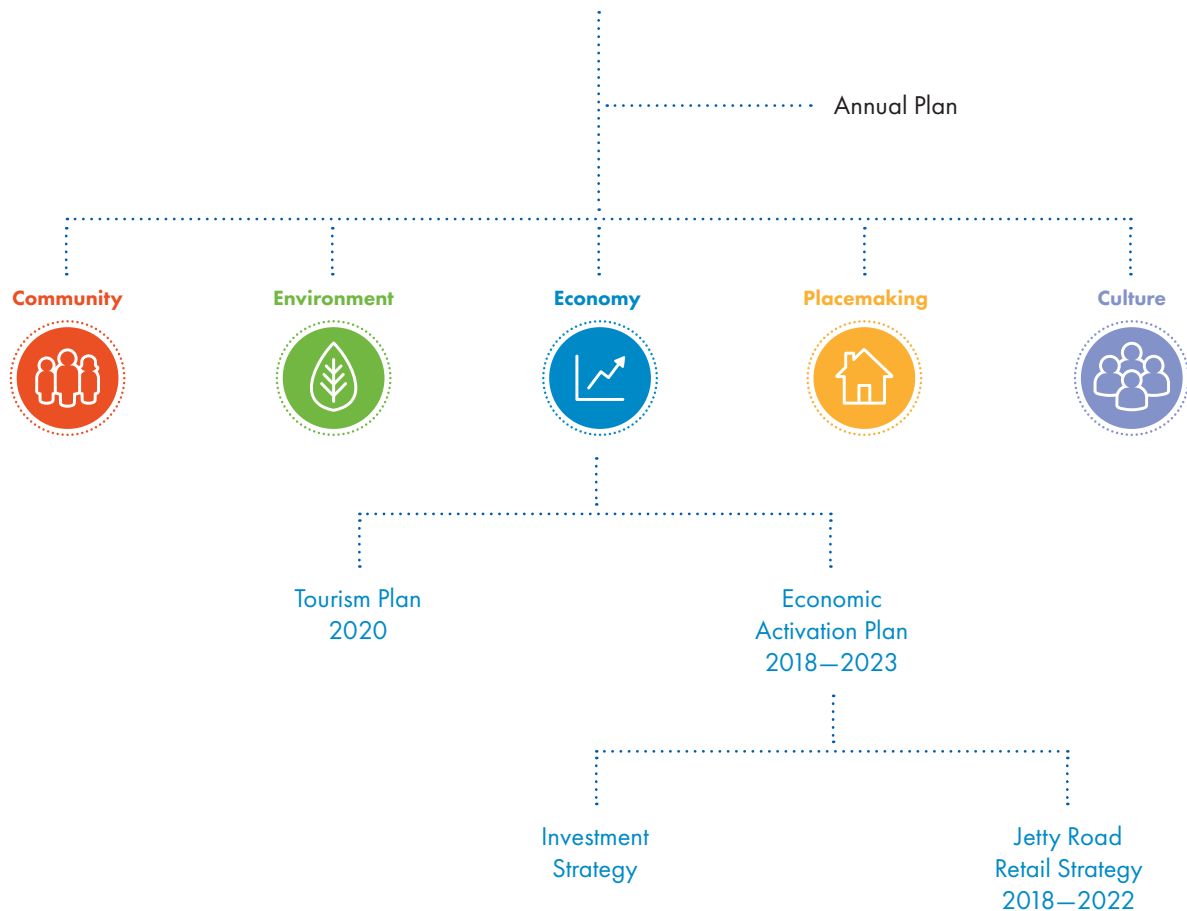 Annual Plan
Community
Environment
Economy
Placemaking
Culture
Tourism Plan
2020
Economic
Activation Plan
2018—2023
Investment
Strategy
Jetty Road
Retail Strategy
2018—2022